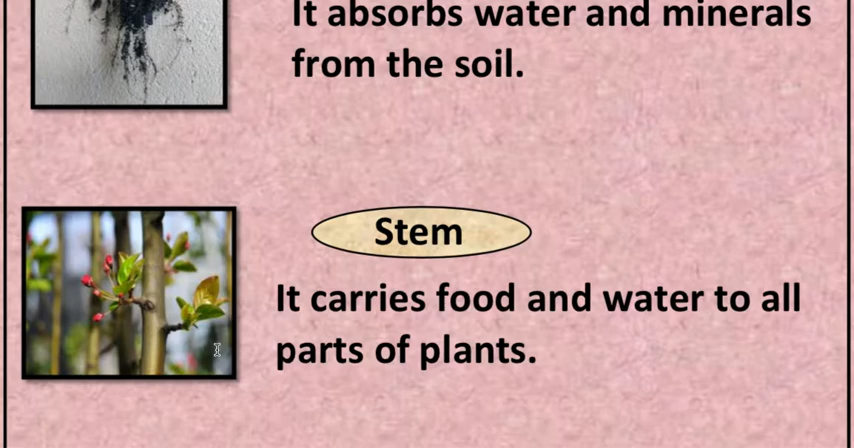 It absorbs water and minerals
from the soil.
Stem
It carries food and water to all
parts of plants.